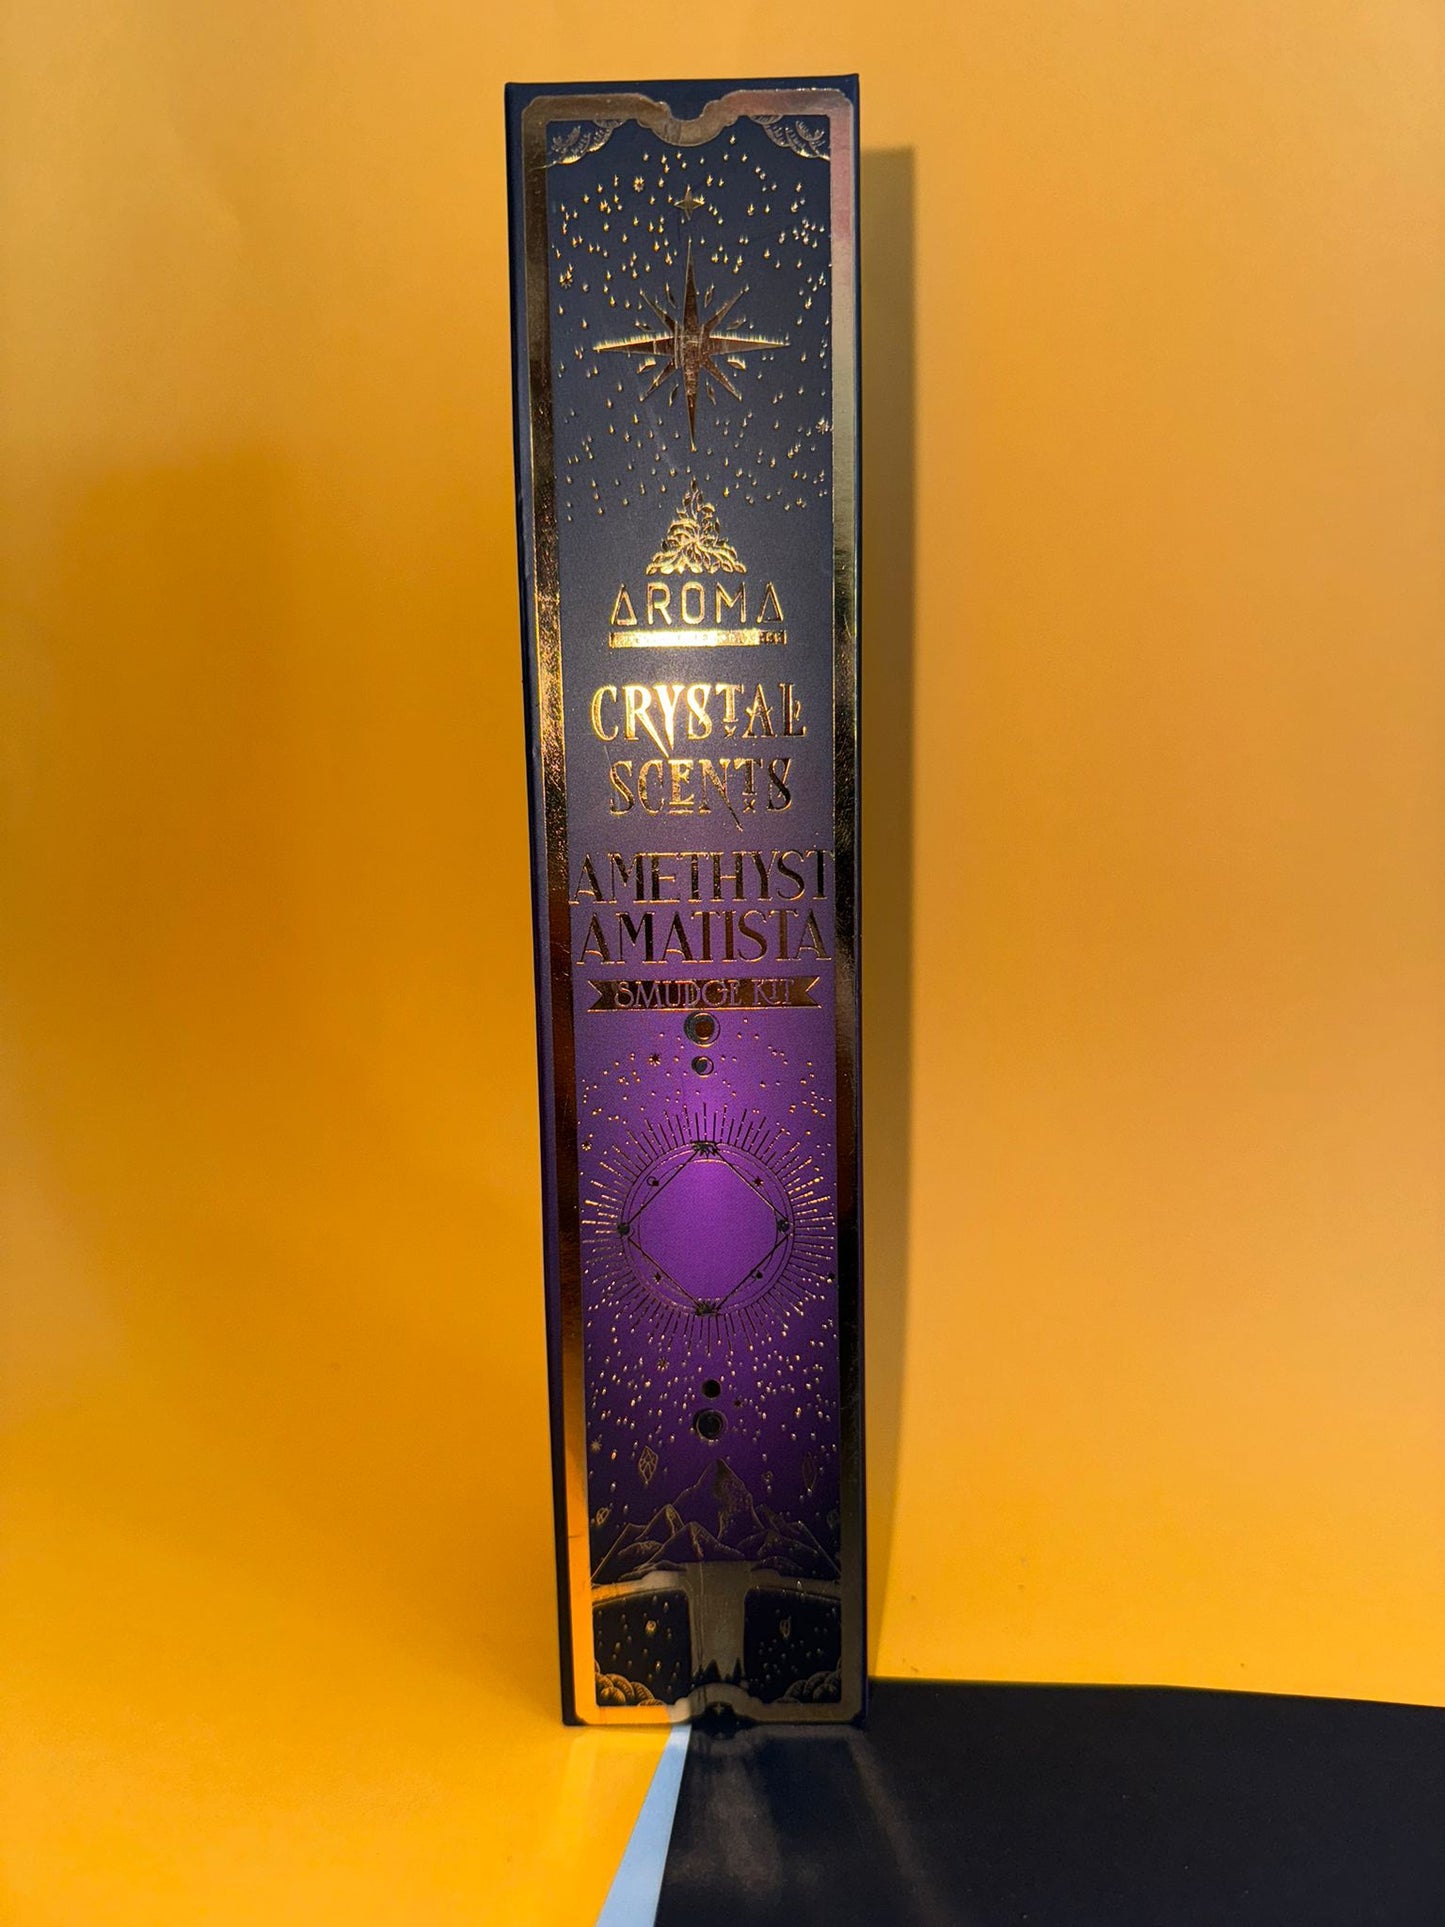 AROMA
CRYSTAL
SCENTS
AMETHYST
AMATISTA
SMUDGE KIT